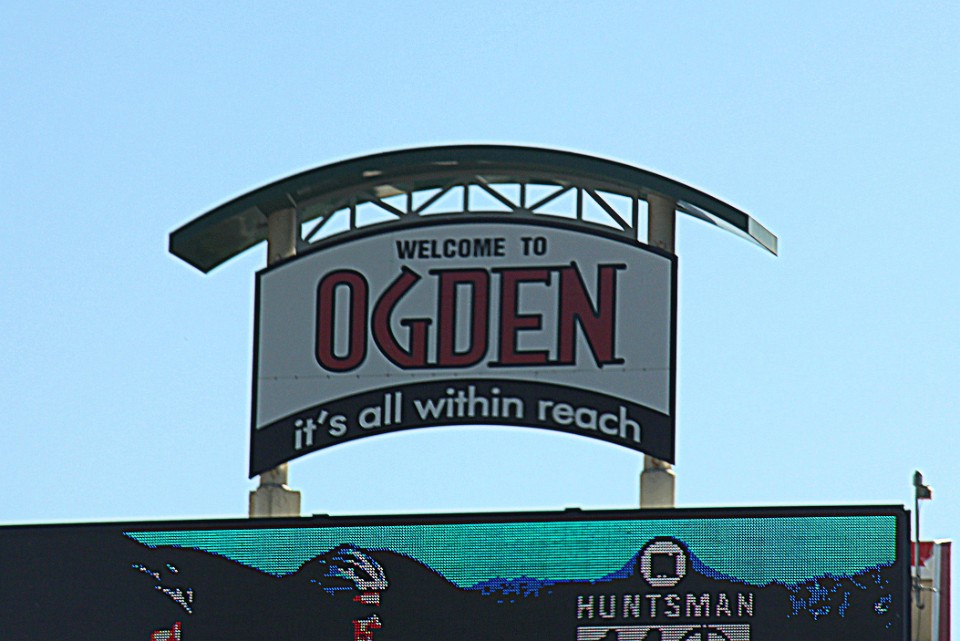 WELCOME TO
OGDEN
it's all within reach
HUNTSMAN